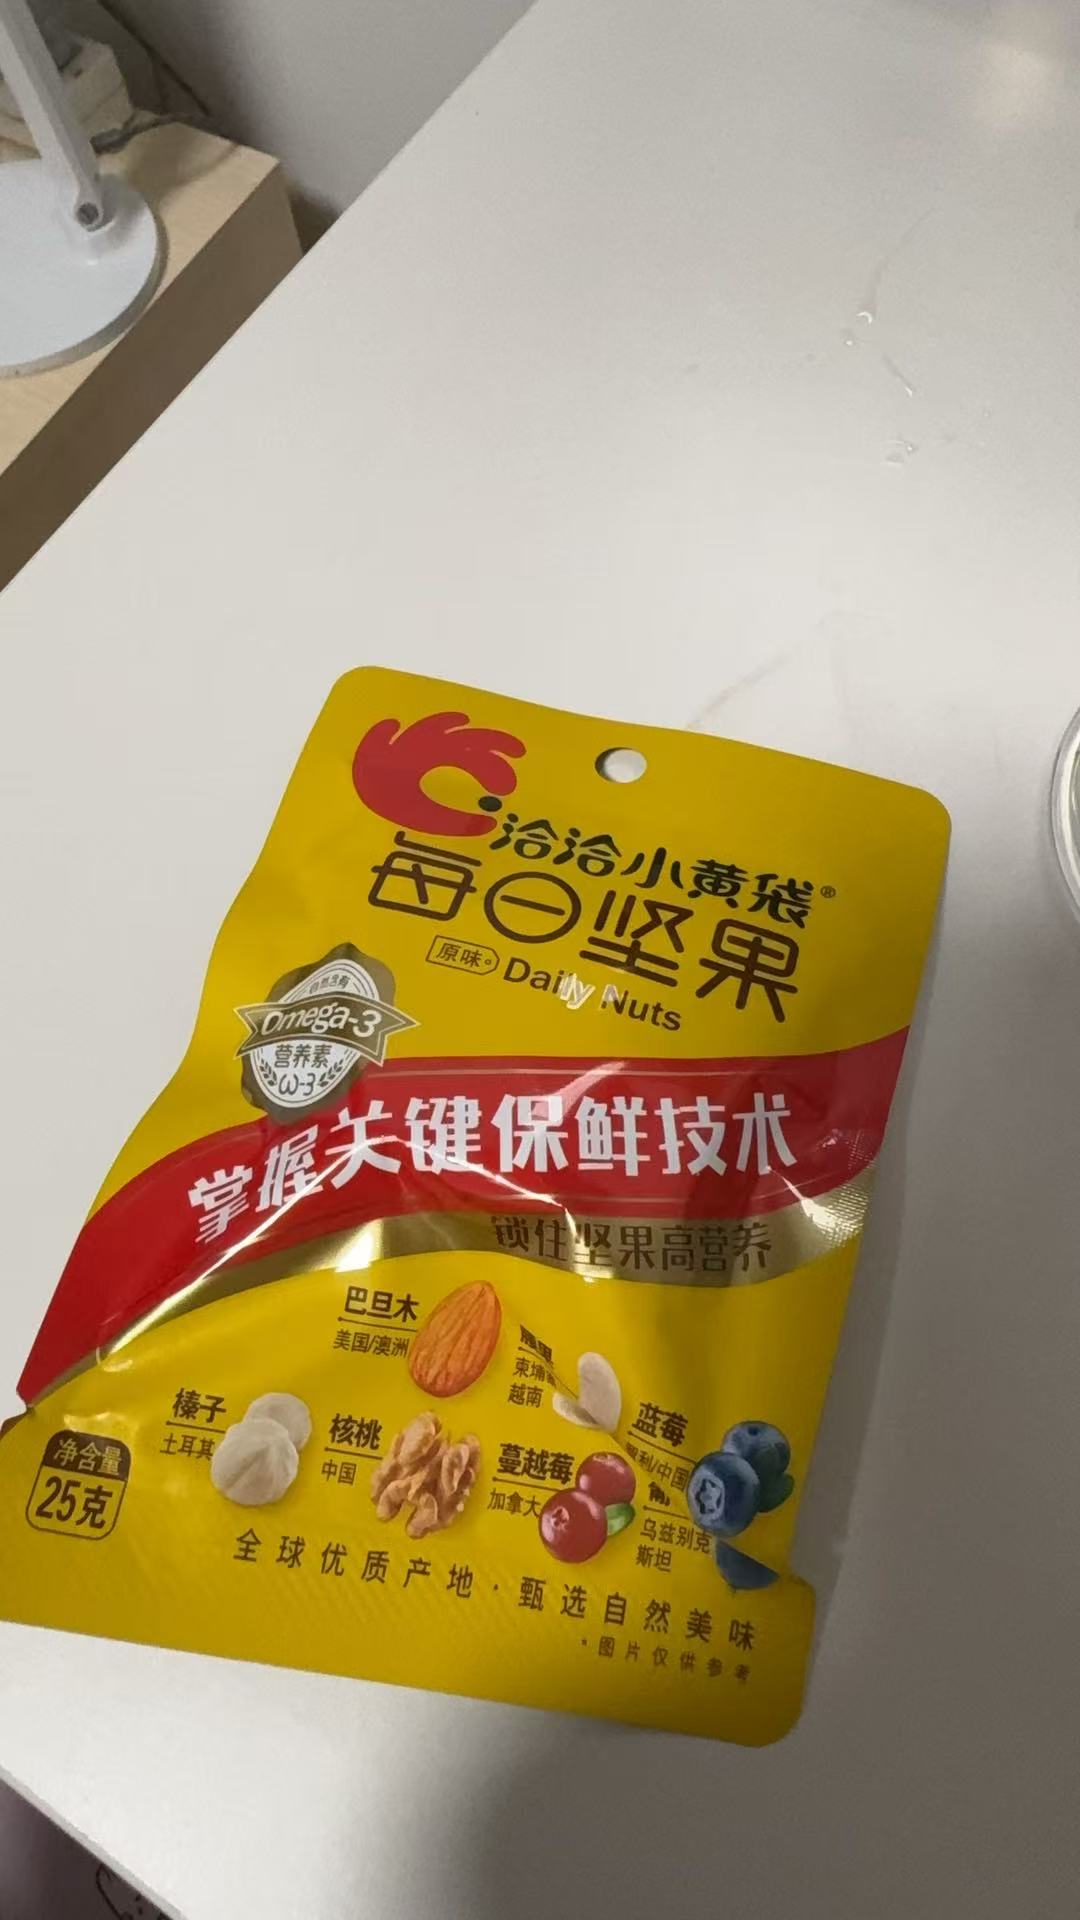 洽洽小黄袋®
每日坚果
原味
Daily Nuts
自然含有
Omega-3
营养素
ω-3
掌握关键保鲜技术
锁住坚果高营养
巴旦木
美国/澳洲
越南
榛子
土耳其
核桃
中国
蔓越莓
加拿大
蓝莓
利/中国
乌兹别克
斯坦
净含量
25克
全球优质产地·甄选自然美味
*图片仅供参考